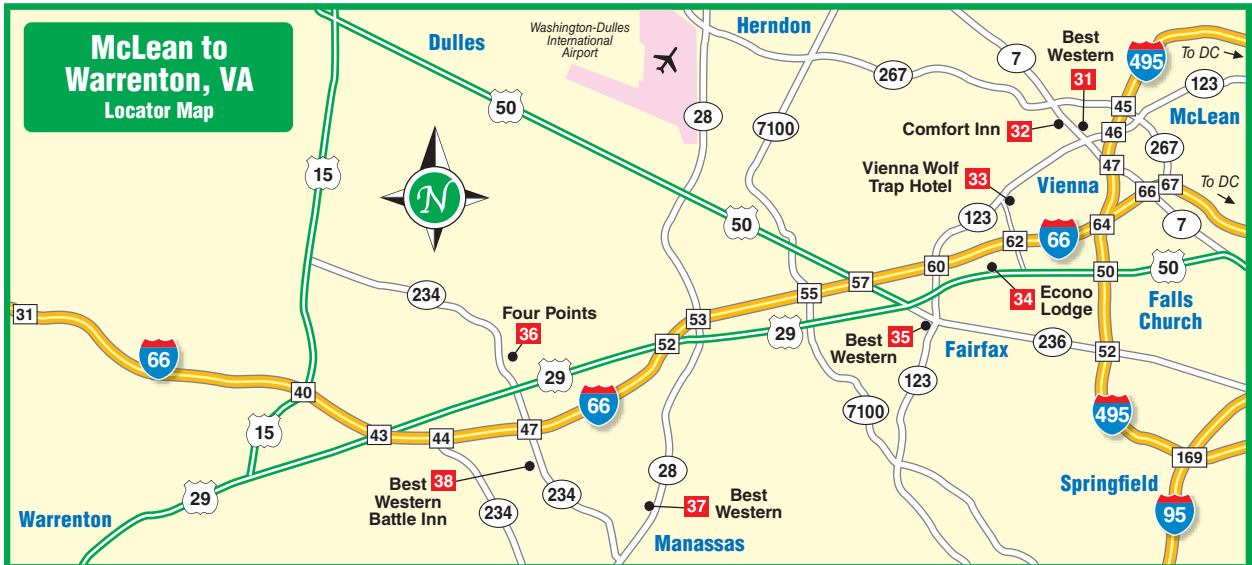 McLean to
Warrenton, VA
Locator Map
Dulles
Washington-Dulles
International
Airport
Herndon
Best
Western
31
495
To DC
7
267
123
50
28
7100
Comfort Inn
32
45
McLean
46
15
Vienna Wolf
Trap Hotel
33
47
267
Vienna
66
67
To DC
N
50
123
64
7
62
66
60
50
50
234
57
55
34
Econo
Lodge
Falls
Church
31
Four Points
36
53
29
Best
Western
35
Fairfax
236
52
66
52
29
123
40
66
7100
495
15
43
44
47
169
28
Best
Western
Battle Inn
38
234
Springfield
29
234
37
Best
Western
95
Warrenton
Manassas